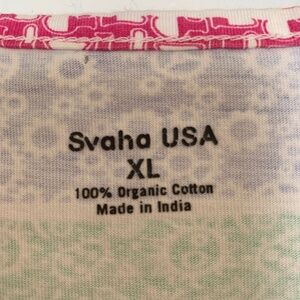 Svaha USA
XL
100% Organic Cotton
Made in India